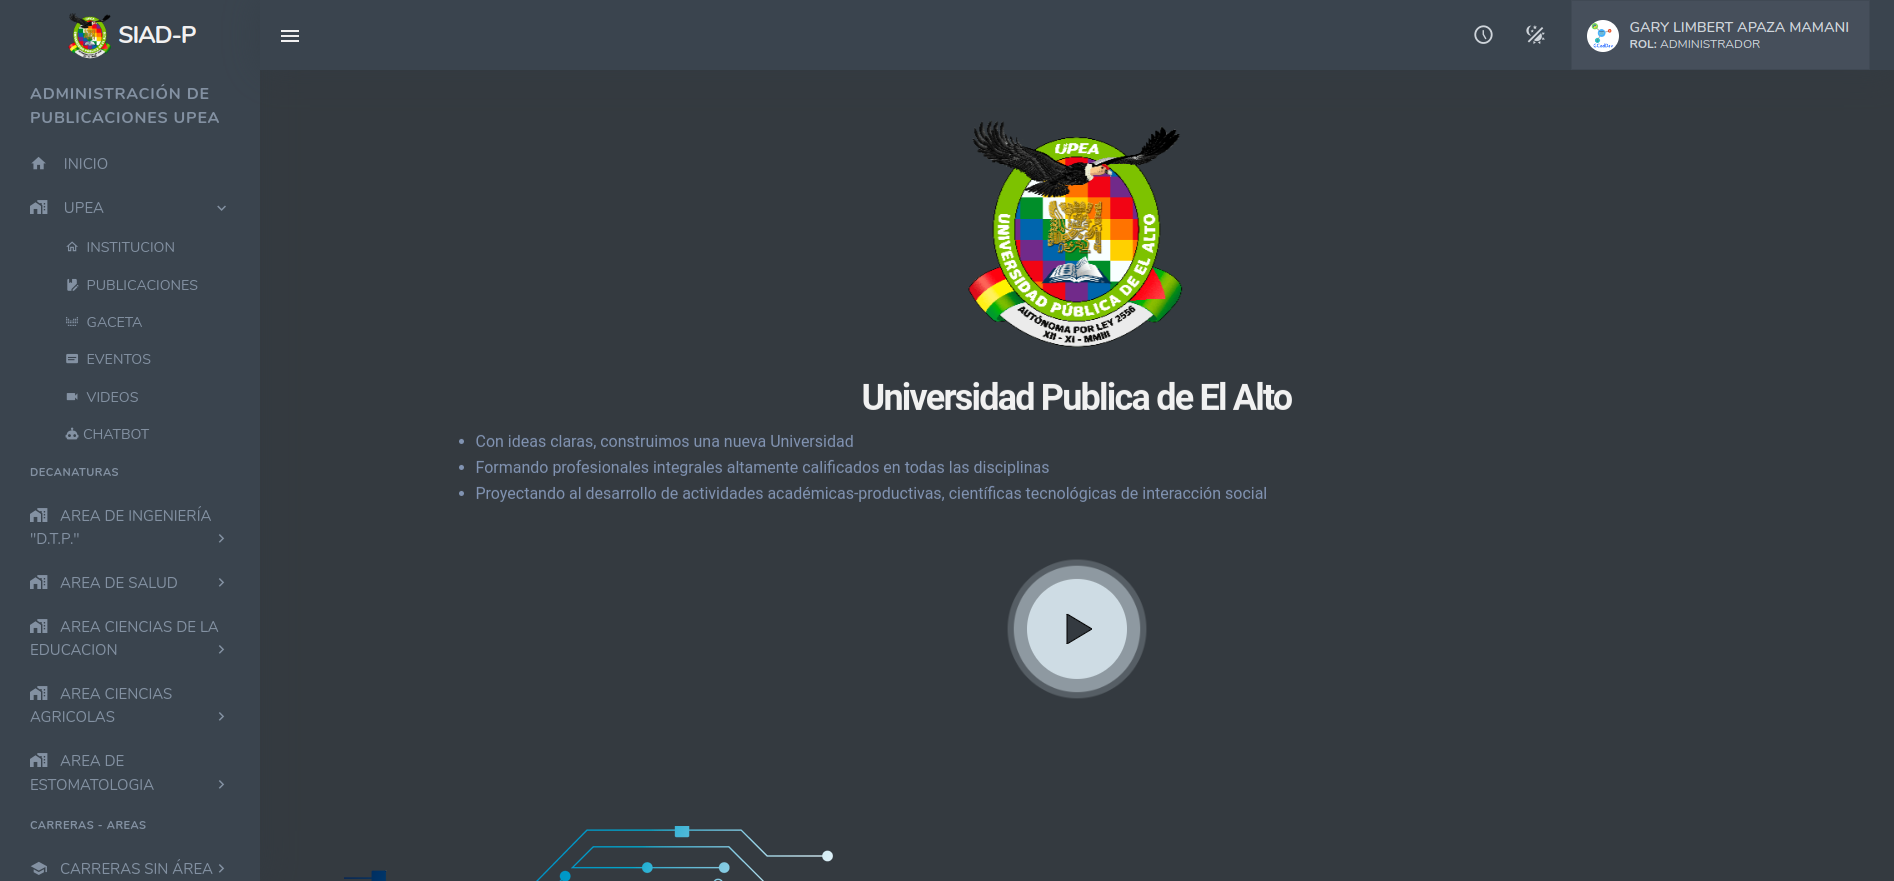 SIAD-P
GARY LIMBERT APAZA MAMANI
ROL: ADMINISTRADOR
ADMINISTRACIÓN DE
PUBLICACIONES UPEA
INICIO
UPEA
INSTITUCION
PUBLICACIONES
GACETA
EVENTOS
VIDEOS
CHATBOT
DECANATURAS
AREA DE INGENIERÍA
"D.T.P."
AREA DE SALUD
AREA CIENCIAS DE LA
EDUCACION
AREA CIENCIAS
AGRICOLAS
AREA DE
ESTOMATOLOGIA
CARRERAS - AREAS
CARRERAS SIN ÁREA
UPEA
UNIVERSIDAD PÚBLICA DE EL ALTO
AUTÓNOMA POR LEY 2556
XII - XI - MMIII
Universidad Publica de El Alto
• Con ideas claras, construimos una nueva Universidad
• Formando profesionales integrales altamente calificados en todas las disciplinas
• Proyectando al desarrollo de actividades académicas-productivas, científicas tecnológicas de interacción social